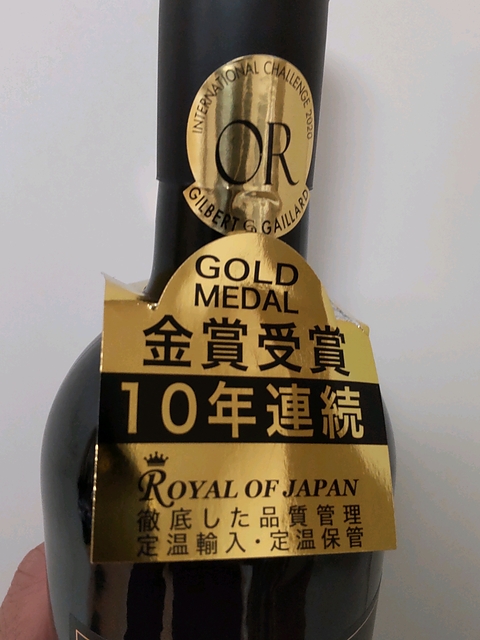 INTERNATIONAL CHALLENGE 2020
OR
GILBERT & GAILLARD
GOLD
MEDAL
金賞受賞
10年連続
ROYAL OF JAPAN
徹底した品質管理
定温輸入・定温保管